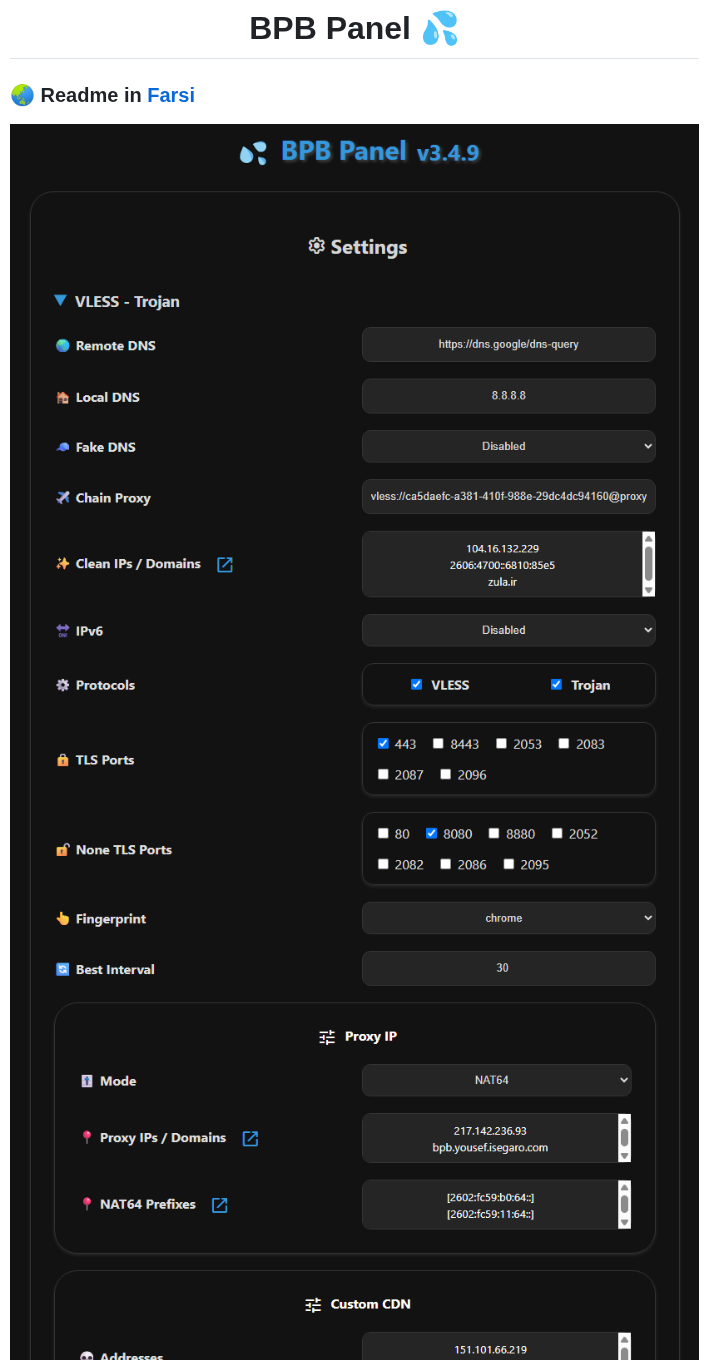 BPB Panel
Readme in Farsi
BPB Panel v3.4.9
Settings
VLESS - Trojan
Remote DNS https://dns.google/dns-query
Local DNS 8.8.8.8
Fake DNS Disabled
Chain Proxy vless://ca5daefc-a381-410f-988e-29dc4dc94160@proxy
Clean IPs / Domains
104.16.132.229
2606:4700::6810:85e5
zula.ir
IPv6 Disabled
Protocols VLESS Trojan
TLS Ports
443 8443 2053 2083
2087 2096
None TLS Ports
80 8080 8880 2052
2082 2086 2095
Fingerprint chrome
Best Interval 30
Proxy IP
Mode NAT64
Proxy IPs / Domains
217.142.236.93
bpb.yousef.isegaro.com
NAT64 Prefixes
[2602:fc59:b0:64::]
[2602:fc59:11:64::]
Custom CDN
Addresses 151.101.66.219